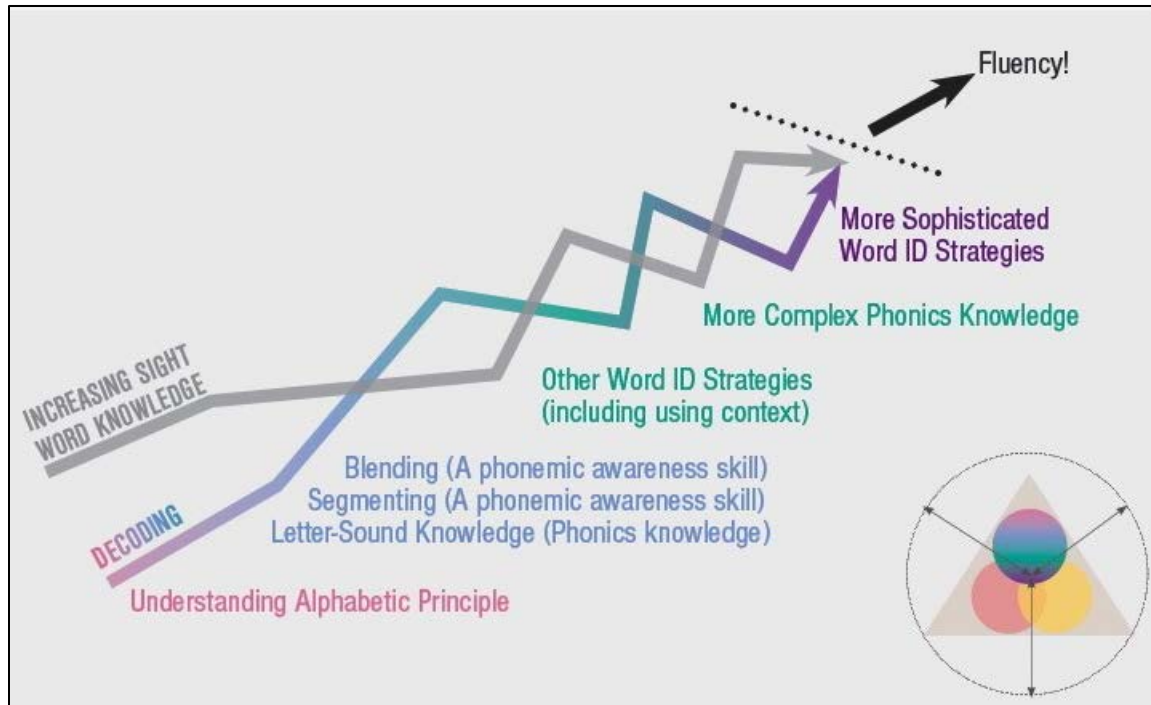 Fluency!
More Sophisticated
Word ID Strategies
More Complex Phonics Knowledge
INCREASING SIGHT
WORD KNOWLEDGE
Other Word ID Strategies
(including using context)
Blending (A phonemic awareness skill)
Segmenting (A phonemic awareness skill)
Letter-Sound Knowledge (Phonics knowledge)
DECODING
Understanding Alphabetic Principle